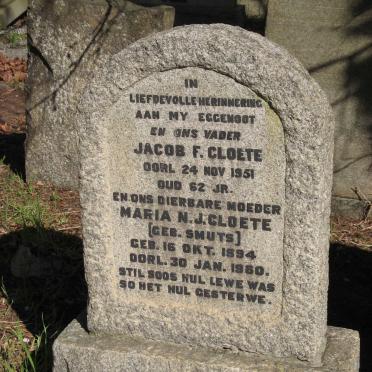 IN
LIEFDEVOLLE HERINNERING
AAN MY EGGENOOT
EN ONS VADER
JACOB F. CLOETE
OORL 24 NOV 1951
OUD 62 JR.
EN ONS DIERBARE MOEDER
MARIA N.J. CLOETE
[GEB. SMUTS]
GEB. 16 OKT. 1894
OORL. 30 JAN. 1980.
STIL SOOS HUL LEWE WAS
SO HET HUL GESTERWE.